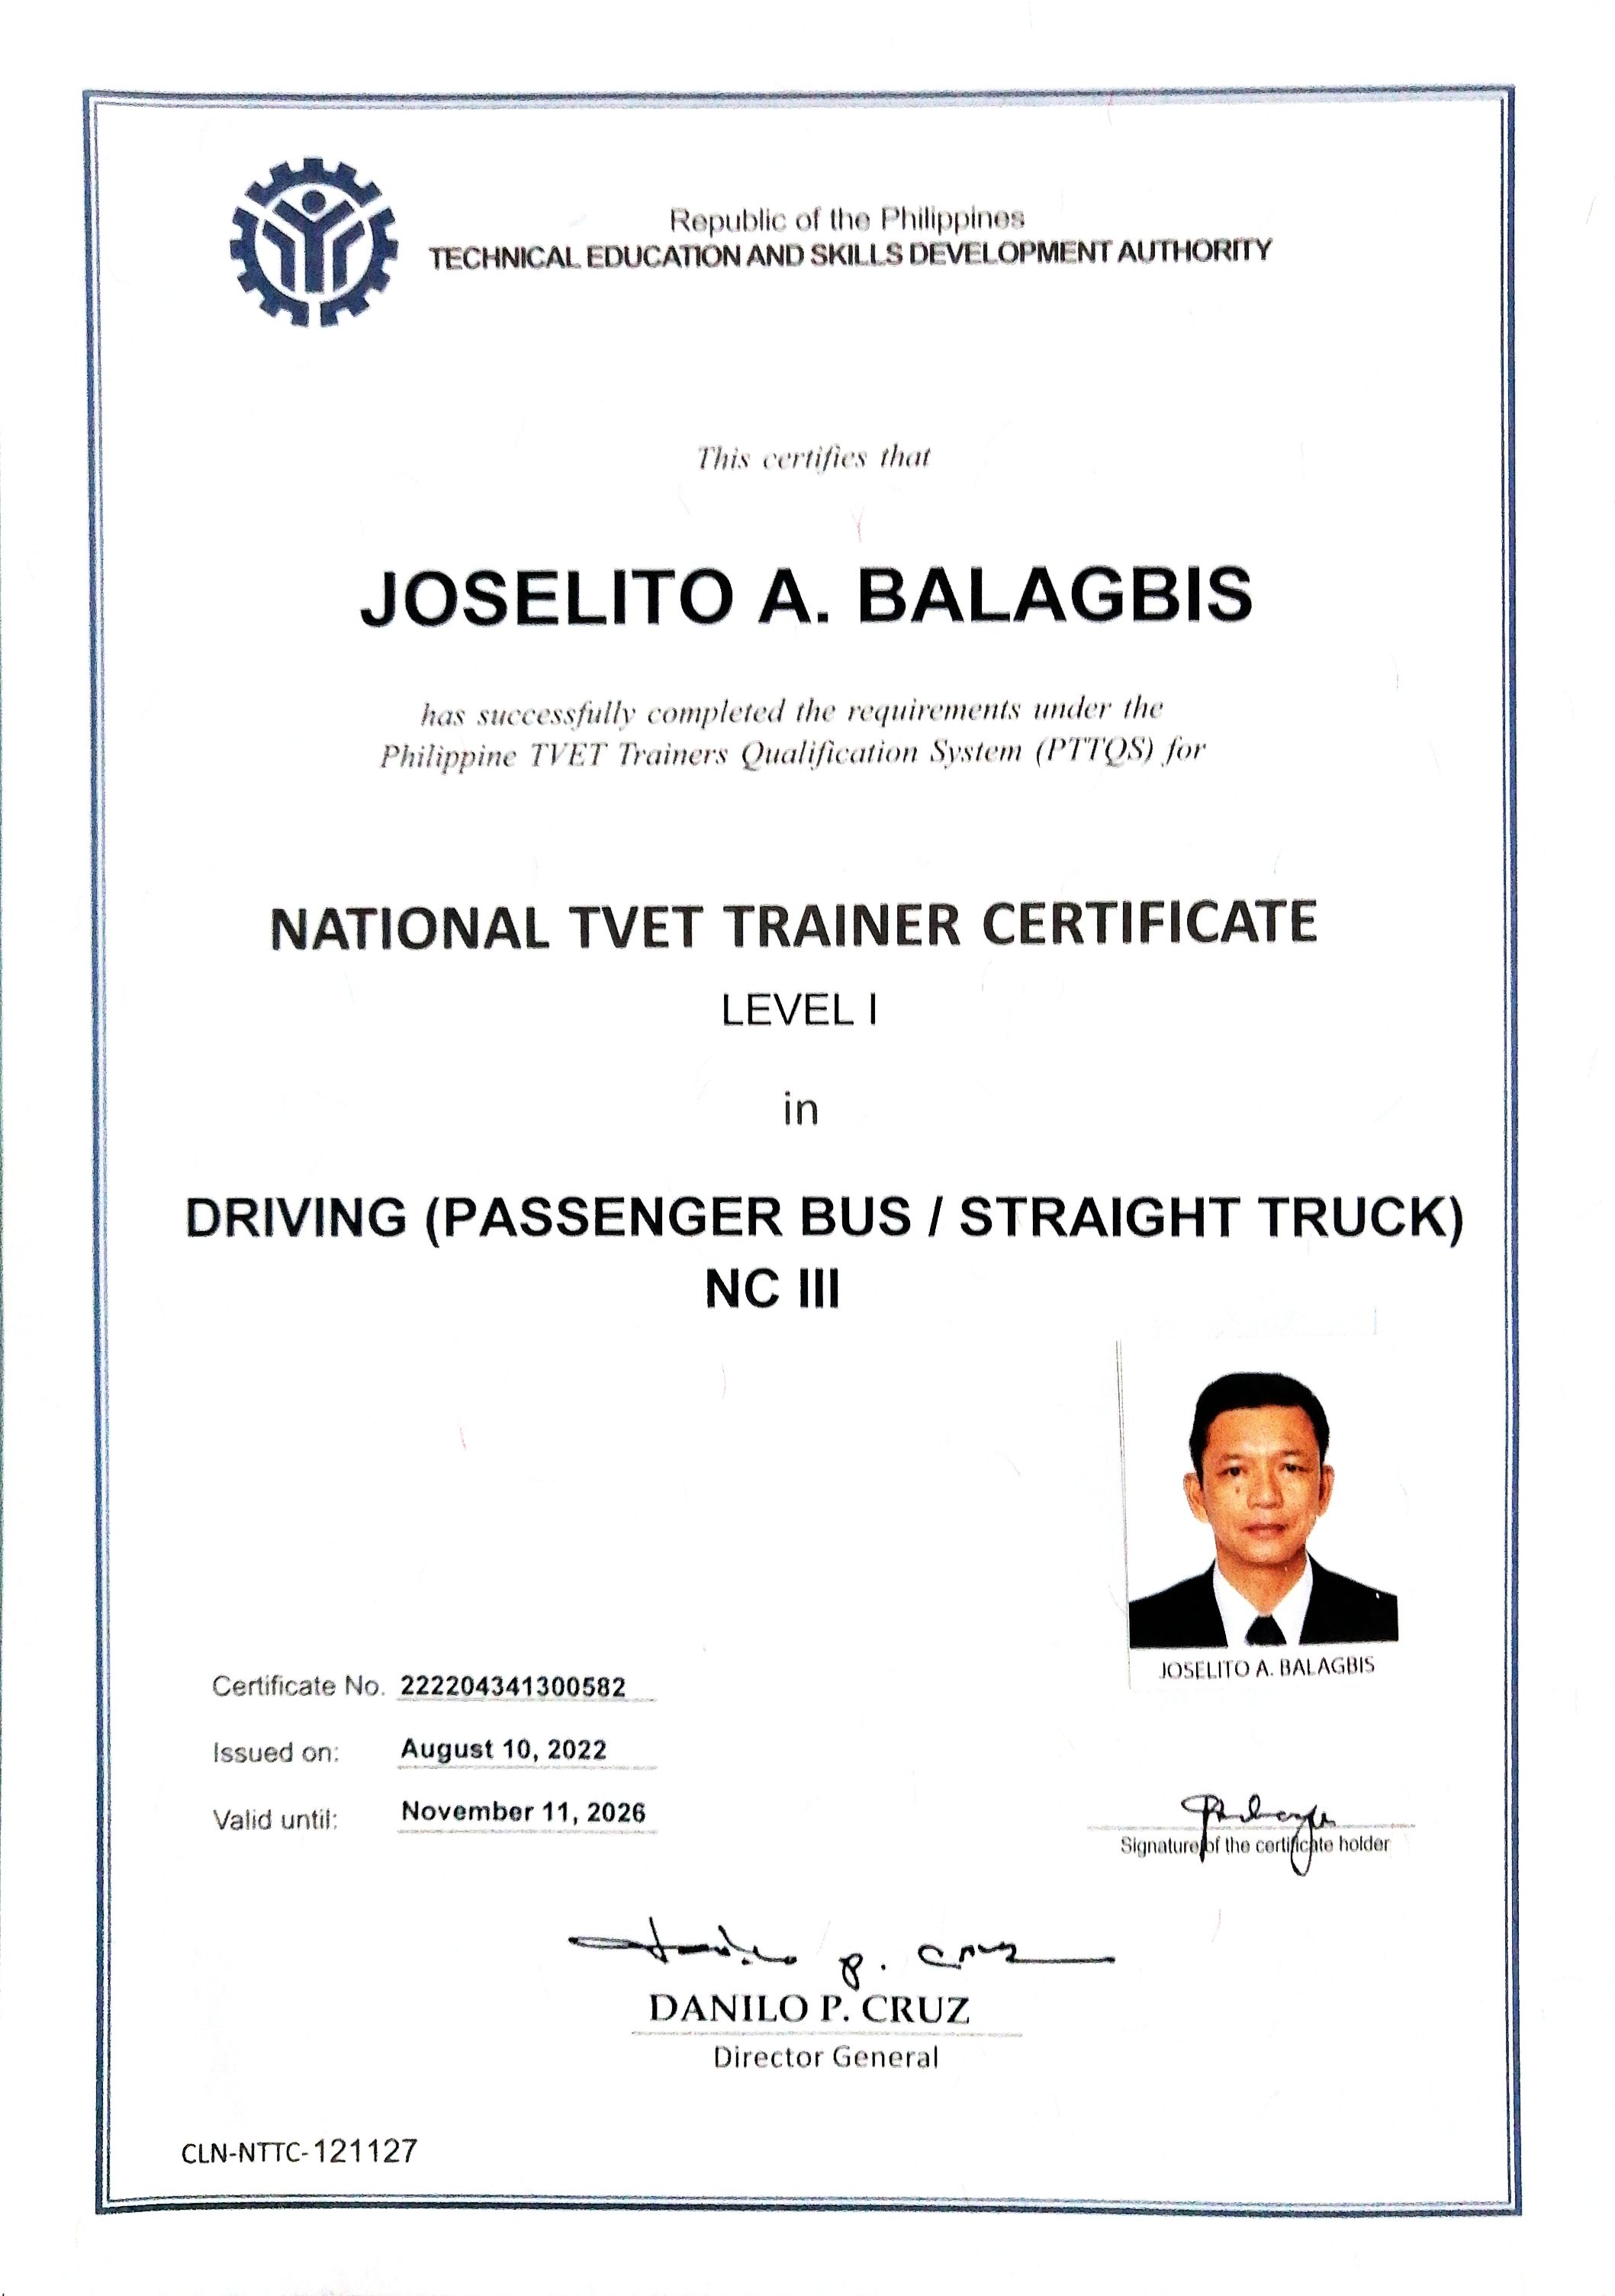 Republic of the Philippines
TECHNICAL EDUCATION AND SKILLS DEVELOPMENT AUTHORITY
This certifies that
JOSELITO A. BALAGBIS
has successfully completed the requirements under the
Philippine TVET Trainers Qualification System (PTTQS) for
NATIONAL TVET TRAINER CERTIFICATE
LEVEL I
in
DRIVING (PASSENGER BUS / STRAIGHT TRUCK)
NC III
JOSELITO A. BALAGBIS
Certificate No. 222204341300582
Issued on: August 10, 2022
Valid until: November 11, 2026
Signature of the certificate holder
Danilo P. Cruz
DANILO P. CRUZ
Director General
CLN-NTTC-121127